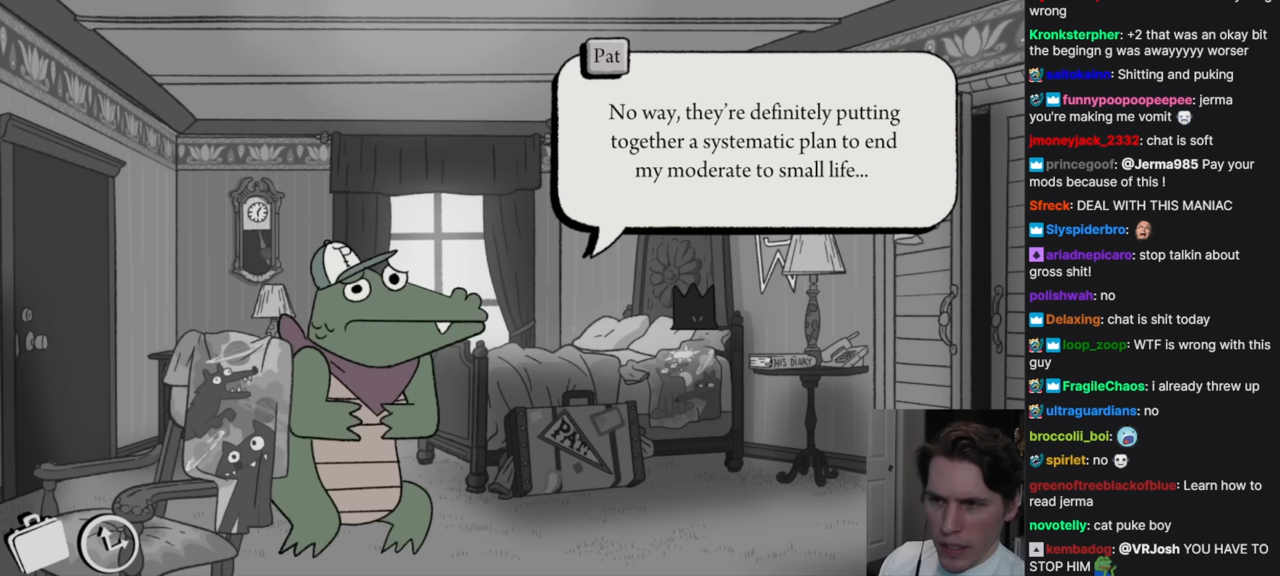 Pat
No way, they're definitely putting
together a systematic plan to end
my moderate to small life...
HIS DIARY
PAT.
wrong
Kronksterpher: +2 that was an okay bit
the begingn g was awayyyyy worser
saltokainn: Shitting and puking
funnypoopoopeepee: jerma
you're making me vomit
jmoneyjack_2332: chat is soft
princegoof: @Jerma985 Pay your
mods because of this !
Sfreck: DEAL WITH THIS MANIAC
Slyspiderbro:
ariadnepicaro: stop talkin about
gross shit!
polishwah: no
Delaxing: chat is shit today
loop_zoop: WTF is wrong with this
guy
FragileChaos: i already threw up
ultraguardians: no
broccolii_boi:
spirlet: no
greenoftreeblackofblue: Learn how to
read jerma
novotelly: cat puke boy
kembadog: @VRJosh YOU HAVE TO
STOP HIM